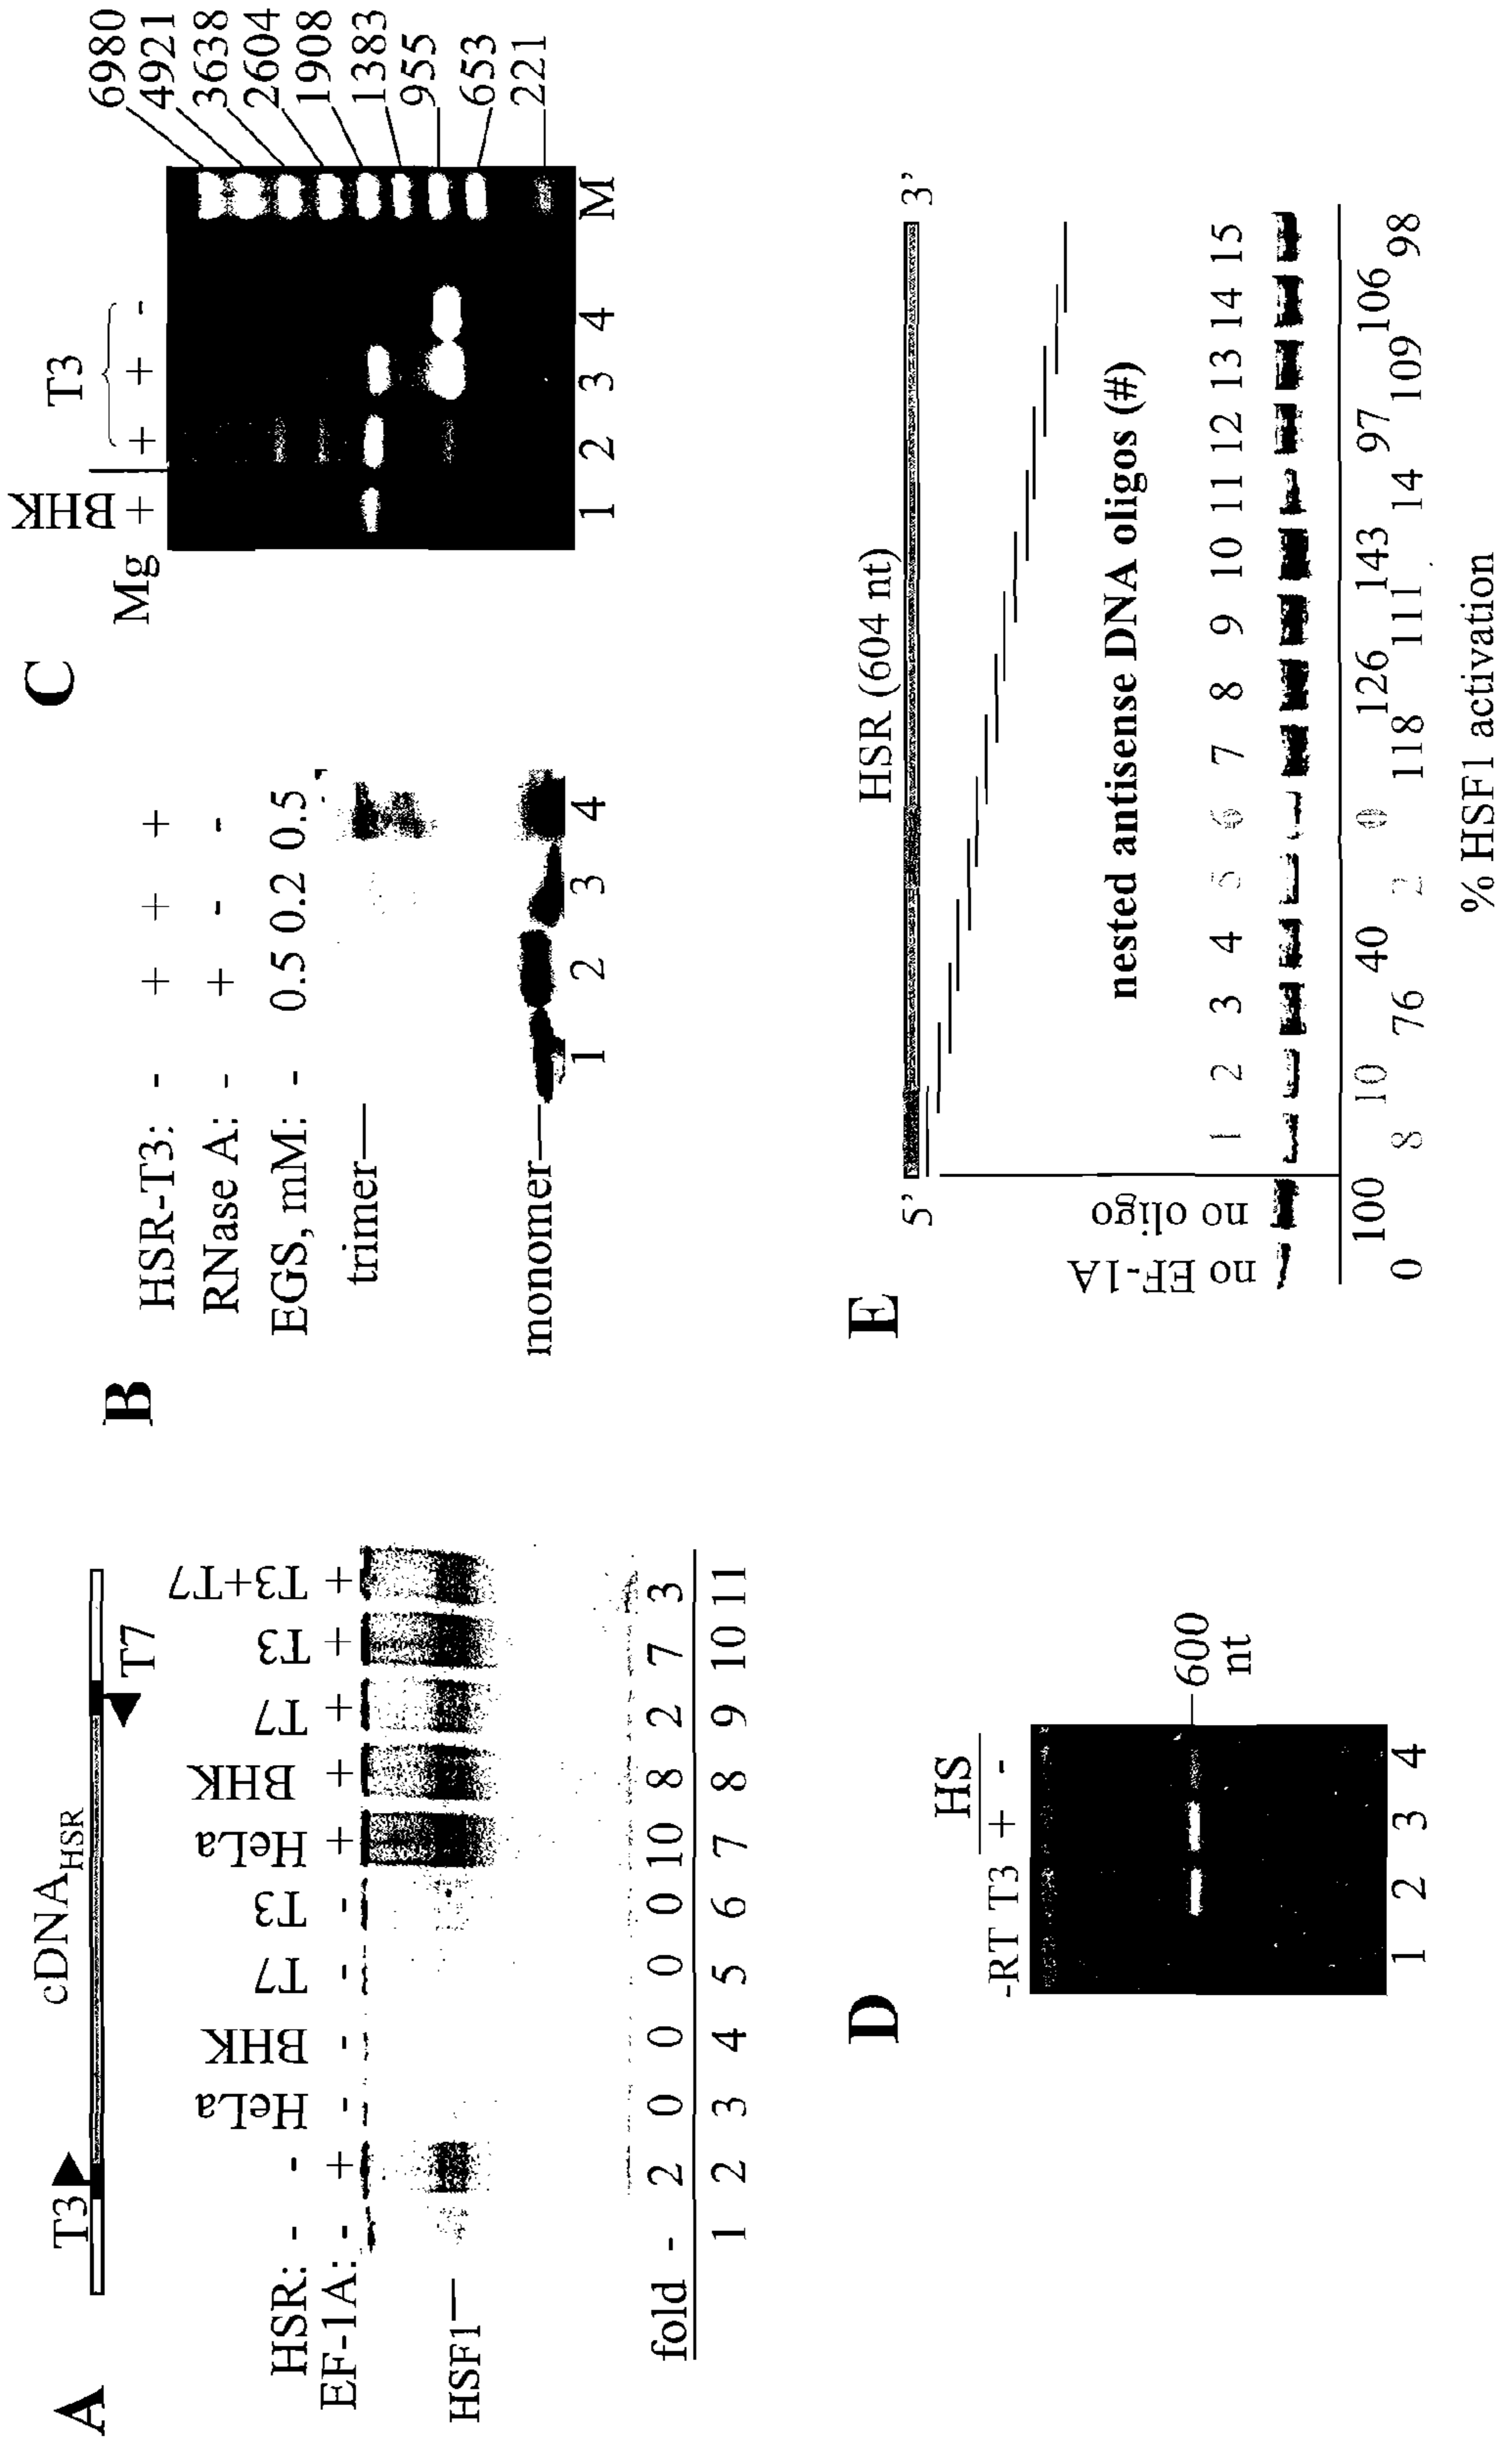 A
cDNAHSR
T3
T7
HSR: - - HeLa BHK T7 T3 HeLa BHK T7 T3 T3+T7
EF-1A: - + - - - - + + + + +
HSF1
fold - 2 0 0 0 0 10 8 2 7 3
1 2 3 4 5 6 7 8 9 10 11
B
HSR-T3: - + + +
RNase A: - + - -
EGS, mM: - 0.5 0.2 0.5
trimer
monomer
1 2 3 4
C
T3
BHK
Mg + + + -
6980
4921
3638
2604
1908
1383
955
653
221
1 2 3 4 M
D
HS
-RT T3 + -
600
nt
1 2 3 4
E
HSR (604 nt)
5' 3'
nested antisense DNA oligos (#)
no EF-1A
no oligo
1 2 3 4 5 6 7 8 9 10 11 12 13 14 15
100 10 40 0 126 143 97 106
0 8 76 2 118 111 14 109 98
% HSF1 activation